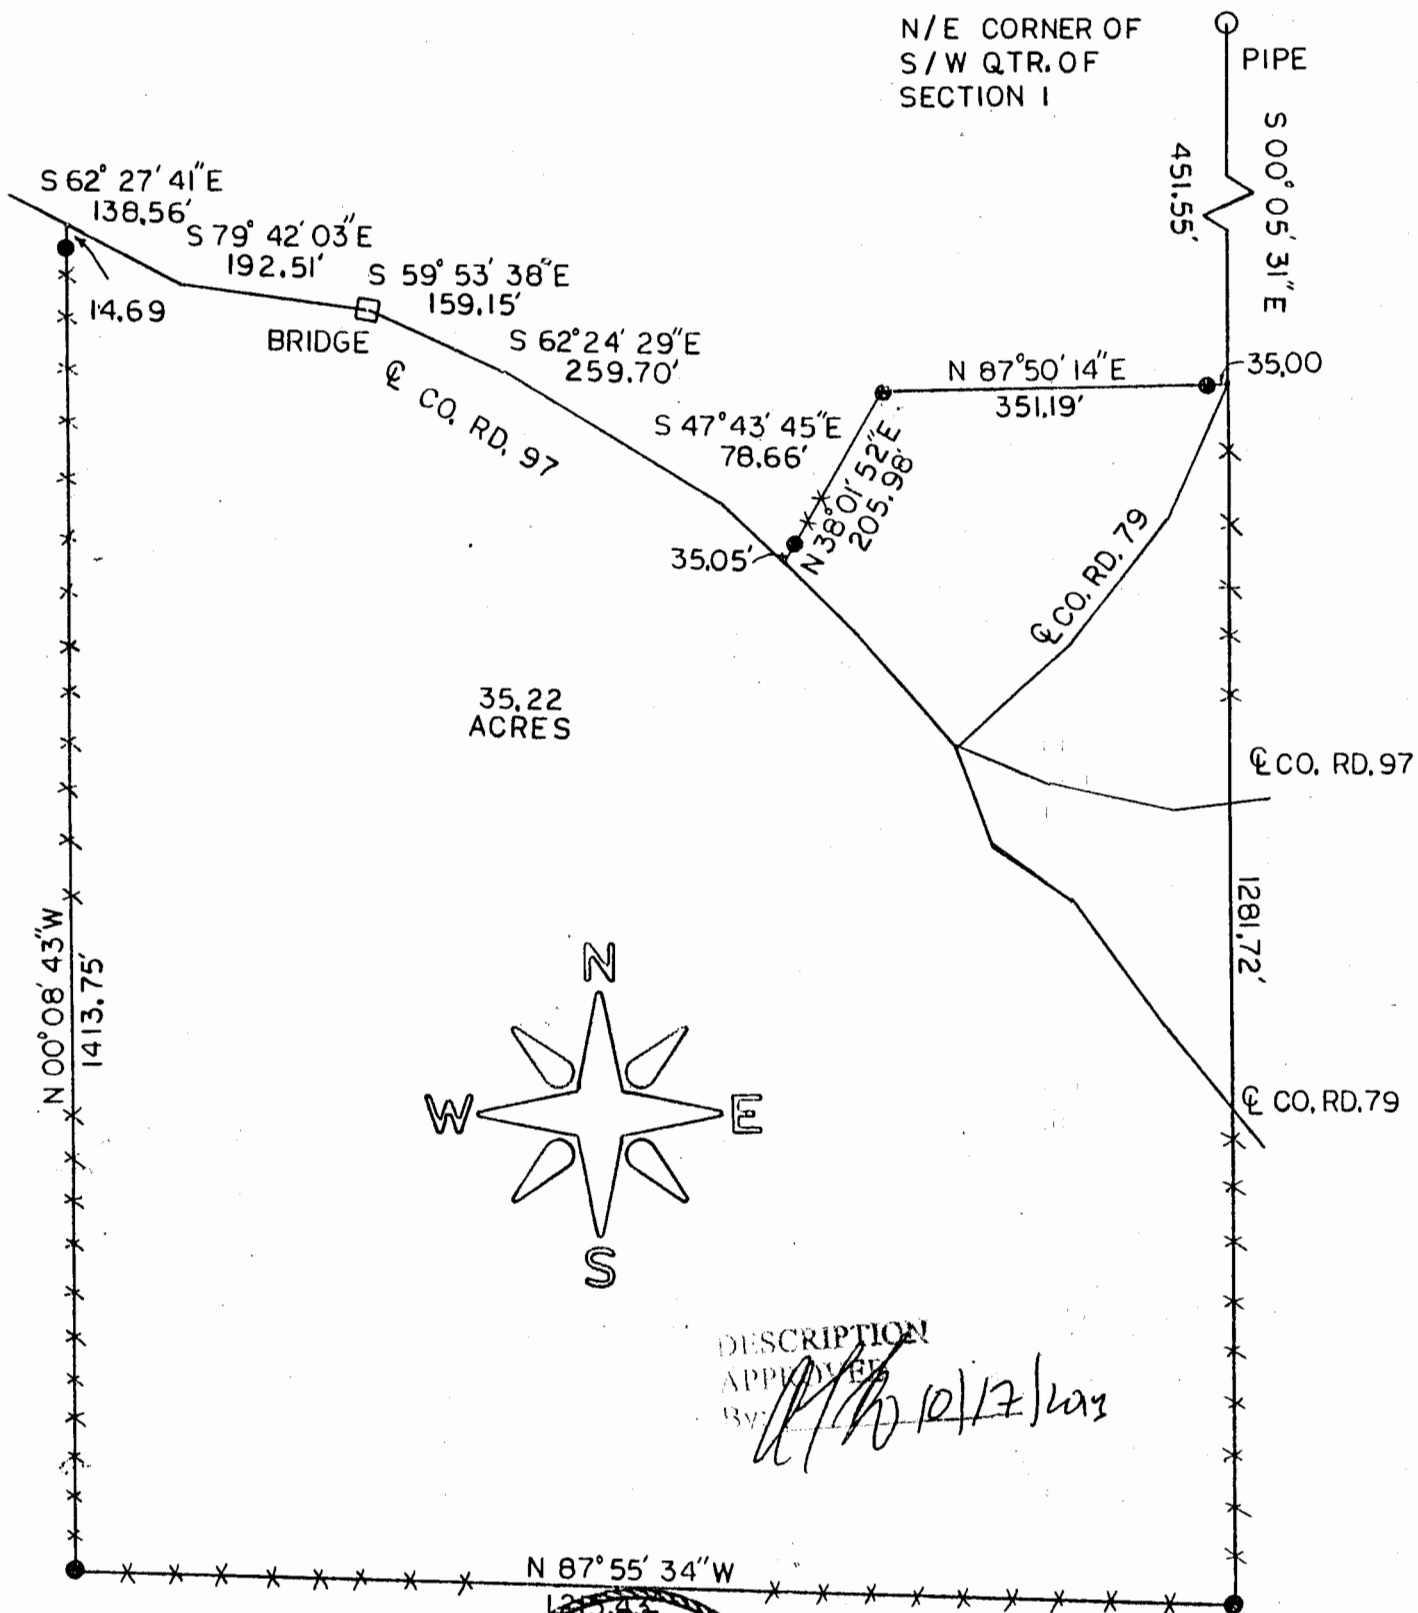 N/E CORNER OF
S/W QTR. OF
SECTION 1
PIPE
S 00° 05' 31" E
451.55'
S 62° 27' 41" E
138.56'
S 79° 42' 03" E
192.51'
S 59° 53' 38" E
159.15'
14.69
BRIDGE
S 62° 24' 29" E
259.70'
℄ CO. RD. 97
N 87° 50' 14" E
351.19'
35.00
S 47° 43' 45" E
78.66'
N 38° 01' 52" E
205.98'
35.05'
℄ CO. RD. 79
35.22
ACRES
℄ CO. RD. 97
1281.72'
N 00° 08' 43" W
1413.75'
N
W
E
S
℄ CO. RD. 79
DESCRIPTION
APPROVED
By: 10/17/
N 87° 55' 34" W